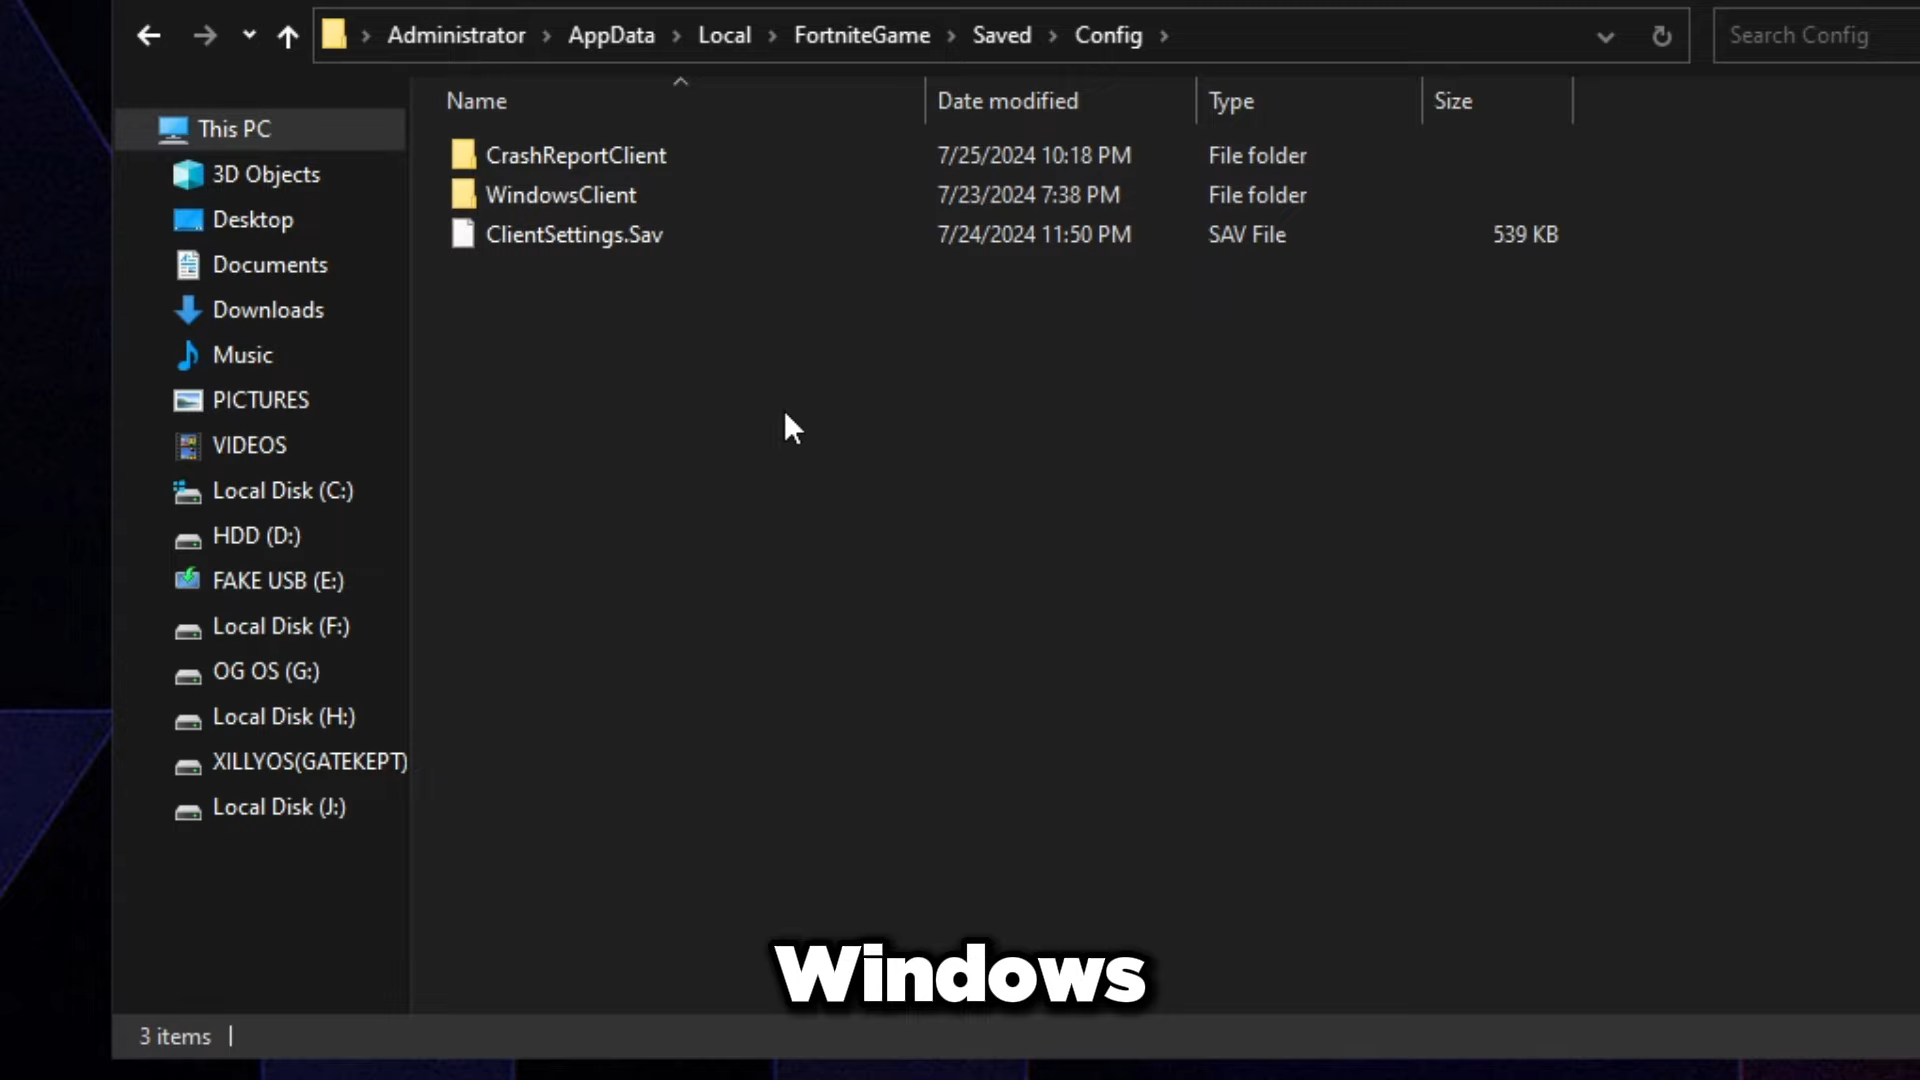 Administrator > AppData > Local > FortniteGame > Saved > Config >
Search Config
Name Date modified Type Size
This PC
3D Objects
Desktop
Documents
Downloads
Music
PICTURES
VIDEOS
Local Disk (C:)
HDD (D:)
FAKE USB (E:)
Local Disk (F:)
OG OS (G:)
Local Disk (H:)
XILLYOS(GATEKEPT)
Local Disk (J:)
CrashReportClient 7/25/2024 10:18 PM File folder
WindowsClient 7/23/2024 7:38 PM File folder
ClientSettings.Sav 7/24/2024 11:50 PM SAV File 539 KB
Windows
3 items